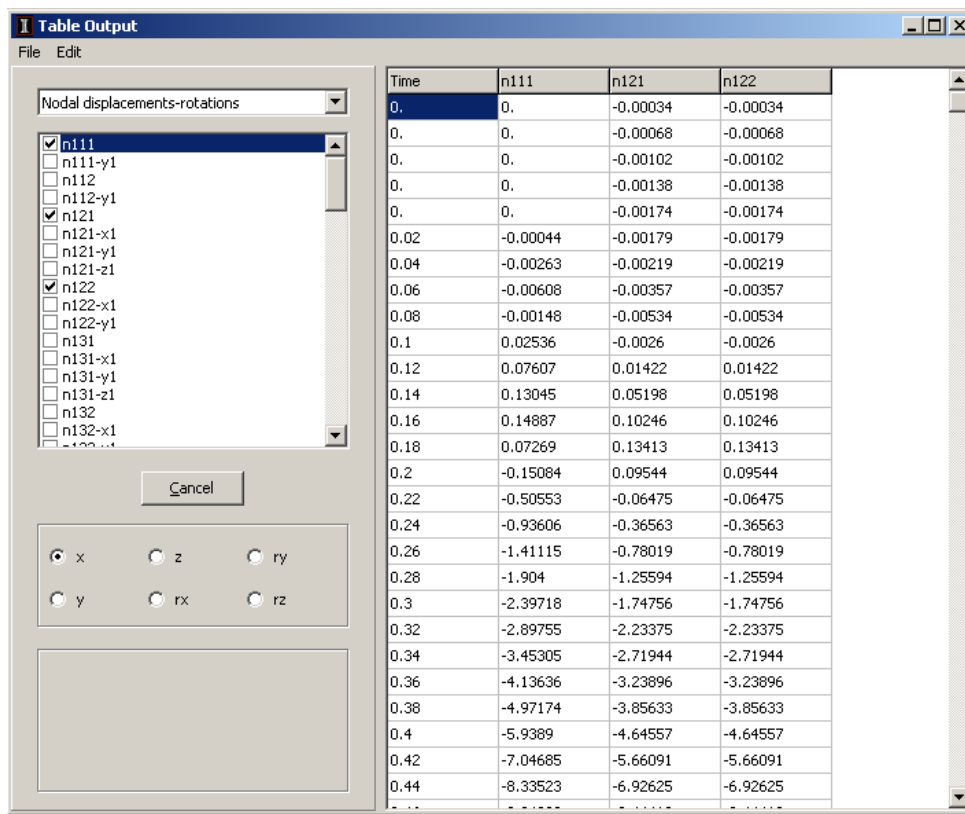 Table Output
File Edit
Nodal displacements-rotations
n111
n111-y1
n112
n112-y1
n121
n121-x1
n121-y1
n121-z1
n122
n122-x1
n122-y1
n131
n131-x1
n131-y1
n131-z1
n132
n132-x1
Cancel
x z ry
y rx rz
Time n111 n121 n122
0. 0. -0.00034 -0.00034
0. 0. -0.00068 -0.00068
0. 0. -0.00102 -0.00102
0. 0. -0.00138 -0.00138
0. 0. -0.00174 -0.00174
0.02 -0.00044 -0.00179 -0.00179
0.04 -0.00263 -0.00219 -0.00219
0.06 -0.00608 -0.00357 -0.00357
0.08 -0.00148 -0.00534 -0.00534
0.1 0.02536 -0.0026 -0.0026
0.12 0.07607 0.01422 0.01422
0.14 0.13045 0.05198 0.05198
0.16 0.14887 0.10246 0.10246
0.18 0.07269 0.13413 0.13413
0.2 -0.15084 0.09544 0.09544
0.22 -0.50553 -0.06475 -0.06475
0.24 -0.93606 -0.36563 -0.36563
0.26 -1.41115 -0.78019 -0.78019
0.28 -1.904 -1.25594 -1.25594
0.3 -2.39718 -1.74756 -1.74756
0.32 -2.89755 -2.23375 -2.23375
0.34 -3.45305 -2.71944 -2.71944
0.36 -4.13636 -3.23896 -3.23896
0.38 -4.97174 -3.85633 -3.85633
0.4 -5.9389 -4.64557 -4.64557
0.42 -7.04685 -5.66091 -5.66091
0.44 -8.33523 -6.92625 -6.92625